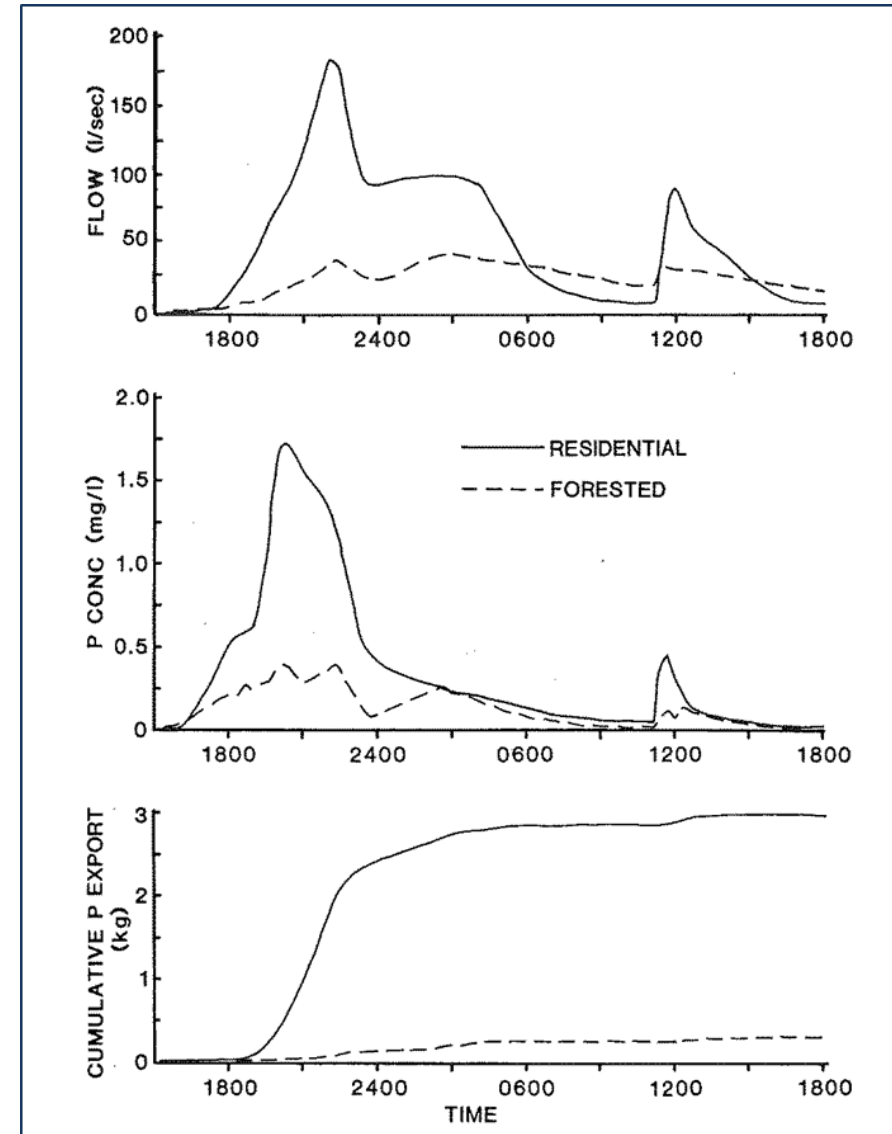 200
150
100
50
0
FLOW (l/sec)
1800 2400 0600 1200 1800
2.0
1.5
1.0
0.5
0
P CONC (mg/l)
RESIDENTIAL
FORESTED
1800 2400 0600 1200 1800
3
2
1
0
CUMULATIVE P EXPORT
(kg)
1800 2400 0600 1200 1800
TIME